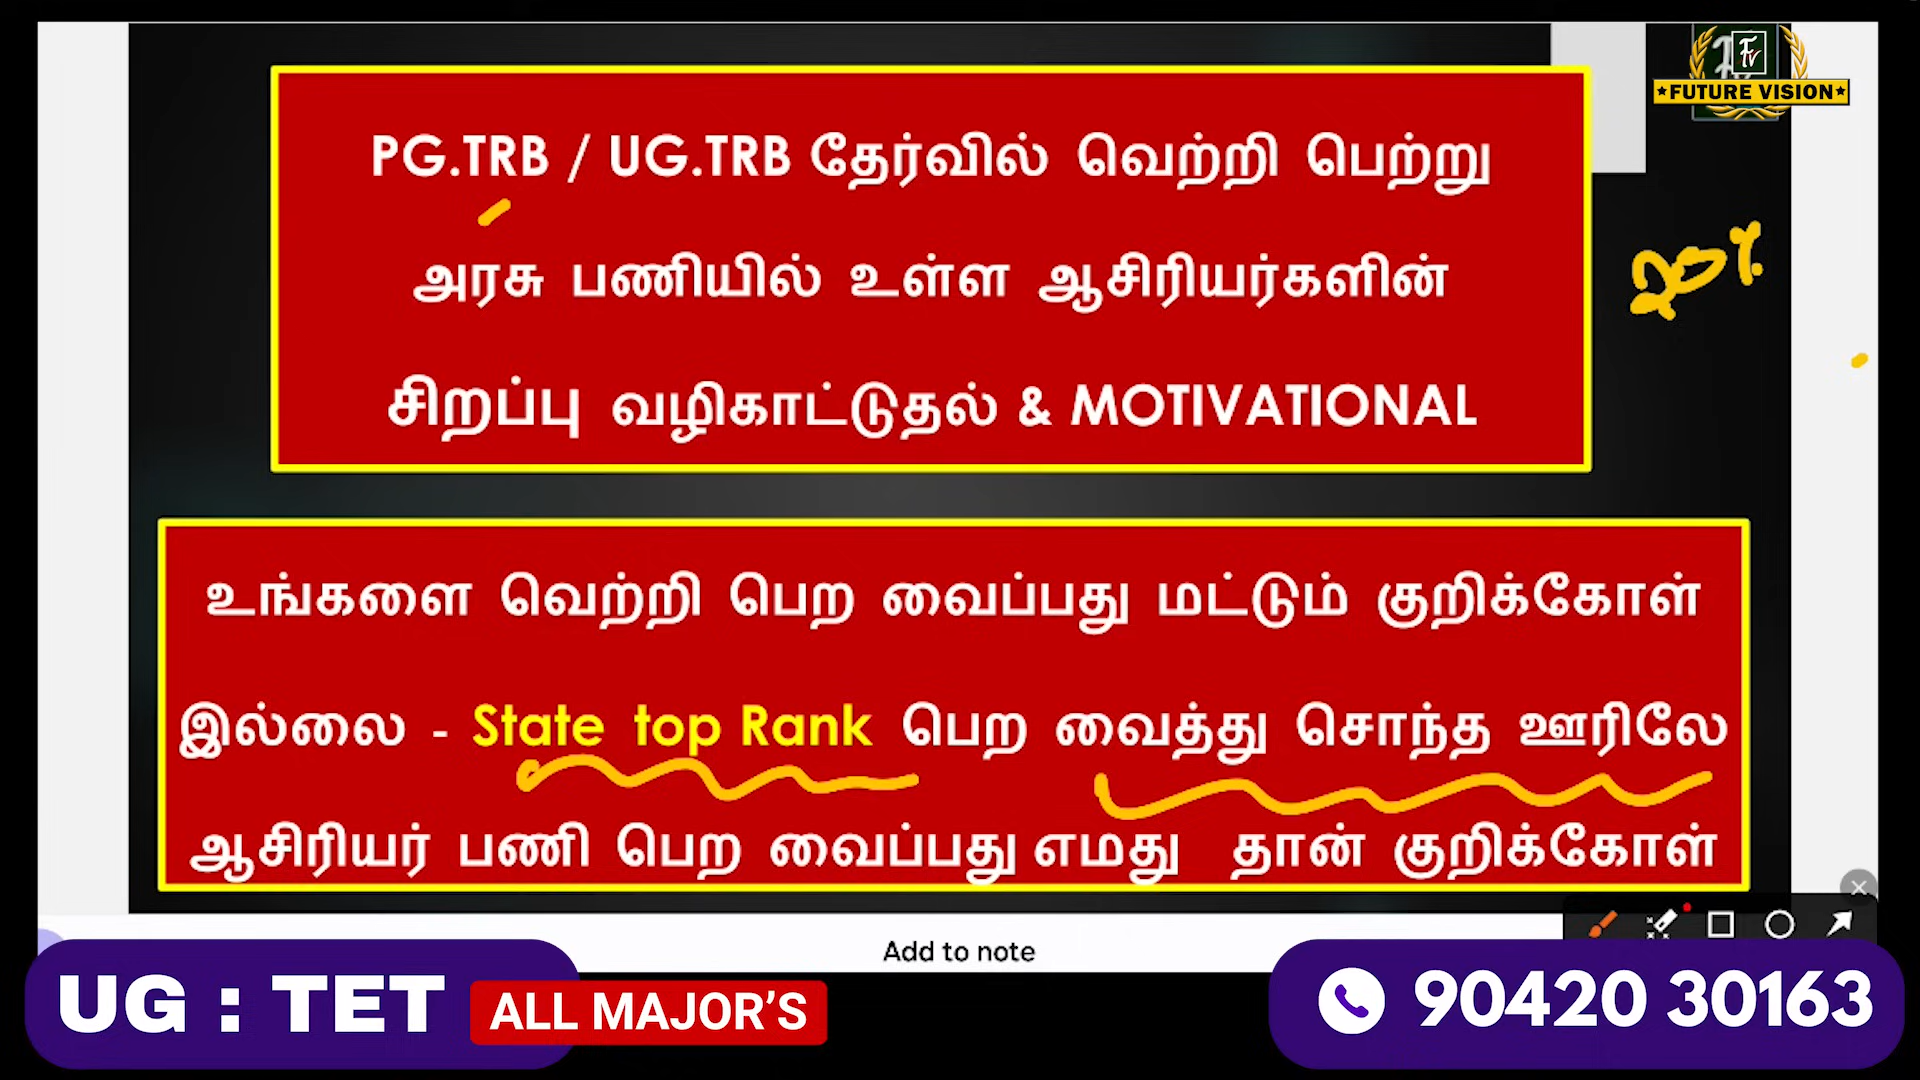 FV
FUTURE VISION
PG.TRB / UG.TRB தேர்வில் வெற்றி பெற்று
அரசு பணியில் உள்ள ஆசிரியர்களின்
சிறப்பு வழிகாட்டுதல் & MOTIVATIONAL
20%
உங்களை வெற்றி பெற வைப்பது மட்டும் குறிக்கோள்
இல்லை - State top Rank பெற வைத்து சொந்த ஊரிலே
ஆசிரியர் பணி பெற வைப்பது எமது தான் குறிக்கோள்
Add to note
UG : TET ALL MAJOR'S
90420 30163